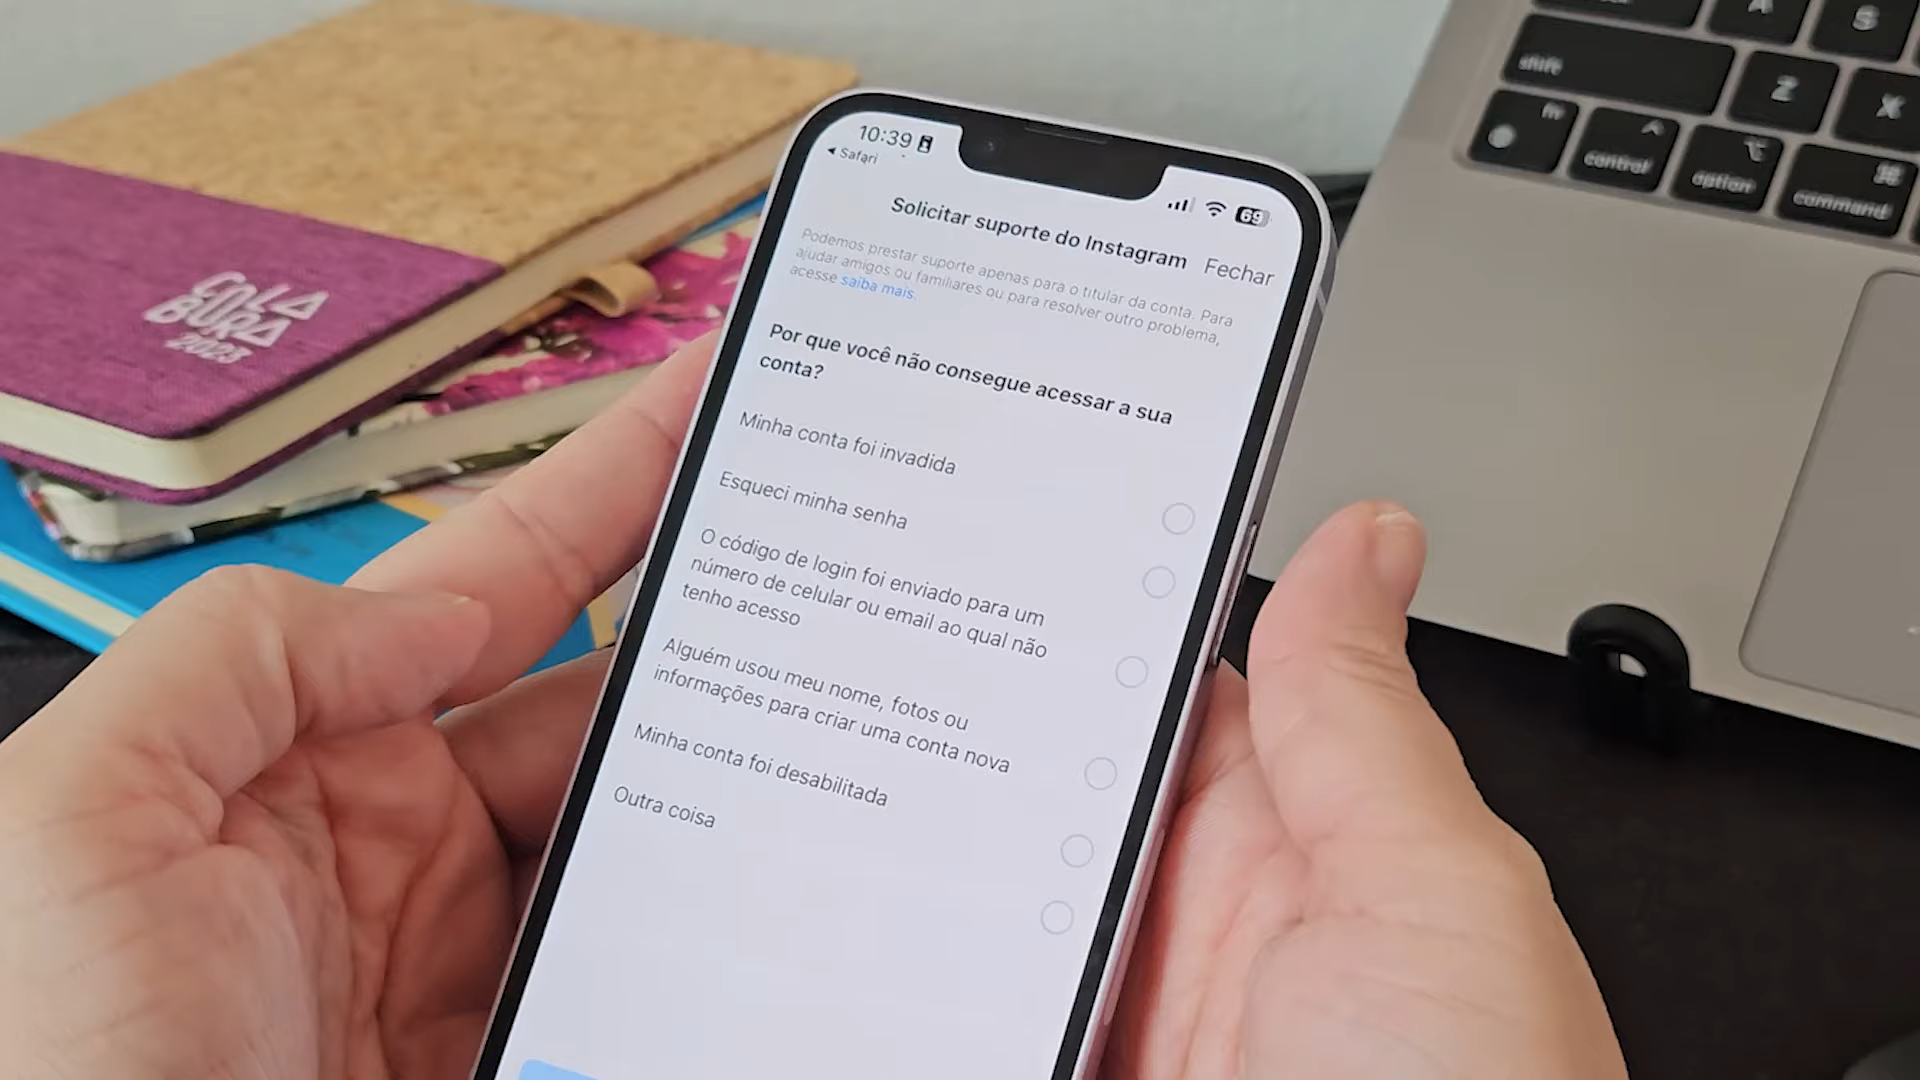 10:39
Safari
69
Solicitar suporte do Instagram
Fechar
Podemos prestar suporte apenas para o titular da conta. Para
ajudar amigos ou familiares ou para resolver outro problema,
acesse saiba mais.
Por que você não consegue acessar a sua
conta?
Minha conta foi invadida
Esqueci minha senha
O código de login foi enviado para um
número de celular ou email ao qual não
tenho acesso
Alguém usou meu nome, fotos ou
informações para criar uma conta nova
Minha conta foi desabilitada
Outra coisa
COLA
BORA
2023
A
S
shift
Z
X
fn
control
option
command